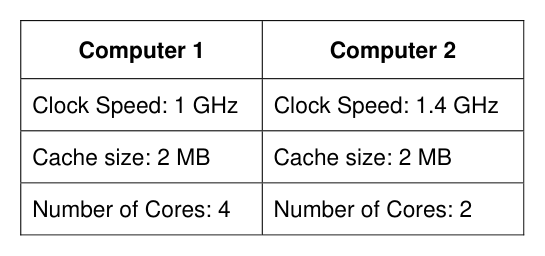 Computer 1 Computer 2
Clock Speed: 1 GHz Clock Speed: 1.4 GHz
Cache size: 2 MB Cache size: 2 MB
Number of Cores: 4 Number of Cores: 2